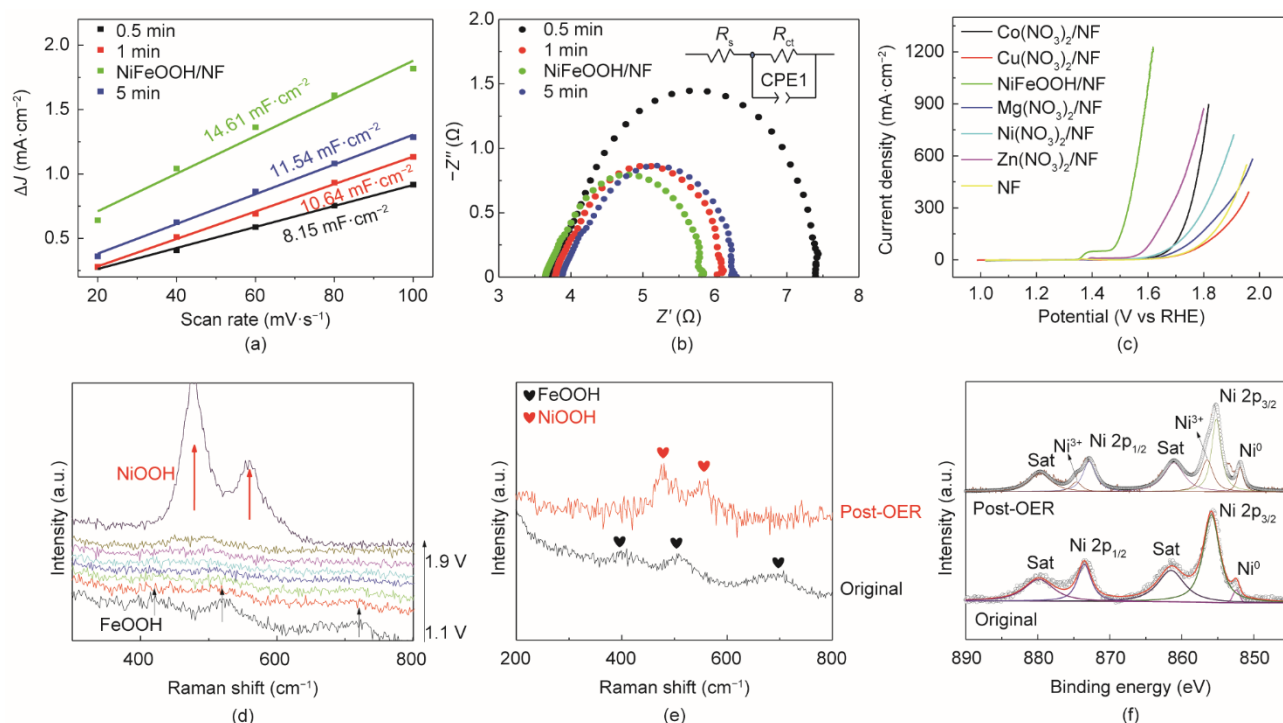 0.5 min
1 min
NiFeOOH/NF
5 min
14.61 mF·cm⁻²
11.54 mF·cm⁻²
10.64 mF·cm⁻²
8.15 mF·cm⁻²
2.0
1.5
1.0
0.5
ΔJ (mA·cm⁻²)
20 40 60 80 100
Scan rate (mV·s⁻¹)
(a)
0.5 min
1 min
NiFeOOH/NF
5 min
Rs
Rct
CPE1
2.0
1.5
1.0
0.5
0
−Z″ (Ω)
3 4 5 6 7 8
Z′ (Ω)
(b)
Co(NO₃)₂/NF
Cu(NO₃)₂/NF
NiFeOOH/NF
Mg(NO₃)₂/NF
Ni(NO₃)₂/NF
Zn(NO₃)₂/NF
NF
1200
900
600
300
0
Current density (mA·cm⁻²)
1.0 1.2 1.4 1.6 1.8 2.0
Potential (V vs RHE)
(c)
NiOOH
FeOOH
1.9 V
1.1 V
Intensity (a.u.)
400 600 800
Raman shift (cm⁻¹)
(d)
FeOOH
NiOOH
Post-OER
Original
Intensity (a.u.)
200 300 400 500 600 700 800
Raman shift (cm⁻¹)
(e)
Ni 2p₃/₂
Ni³⁺
Ni³⁺
Ni 2p₁/₂
Sat
Sat
Ni⁰
Post-OER
Ni 2p₃/₂
Ni 2p₁/₂
Sat
Sat
Ni⁰
Original
Intensity (a.u.)
890 880 870 860 850
Binding energy (eV)
(f)